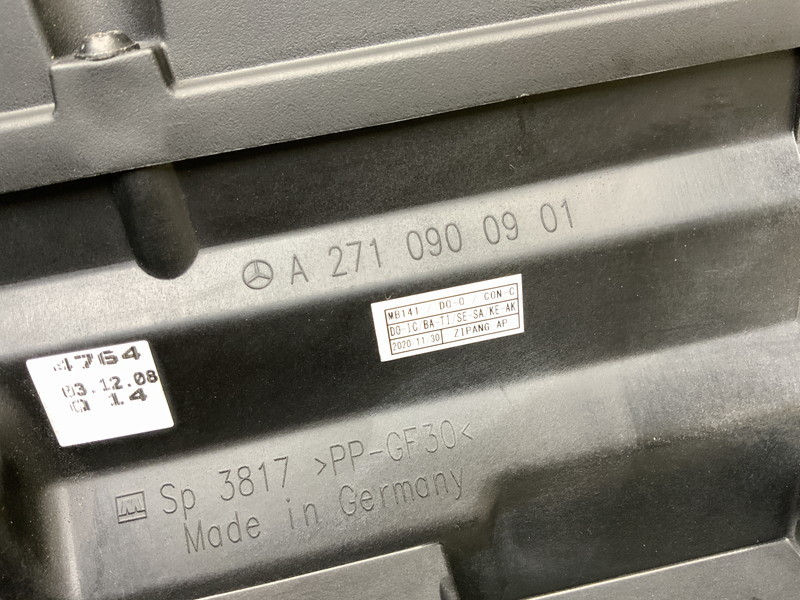 A 271 090 09 01
MB141 / DO-O / CON-C
DO-IC/BA-TI/SE-SA/KE-AK
2020-11-30 ZIPANG AP
4764
03.12.08
Q 14
Sp 3817 >PP-GF30<
Made in Germany